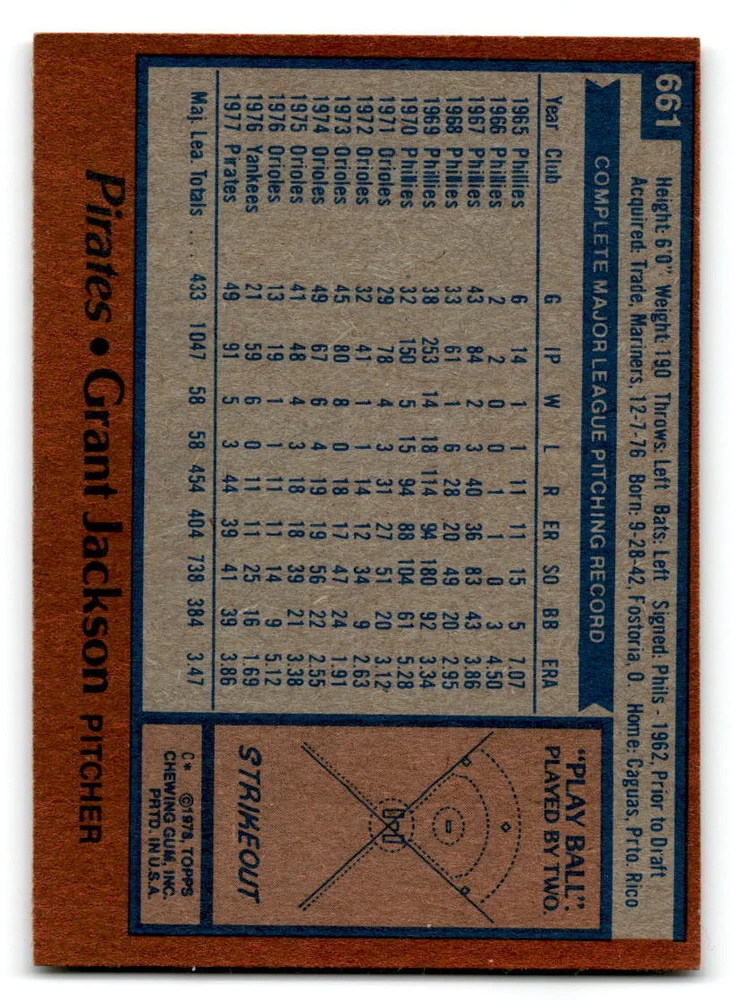 661
Height: 6'0" Weight: 190 Throws: Left Bats: Left Signed: Phils - 1962, Prior to Draft
Acquired: Trade, Mariners, 12-7-76 Born: 9-28-42, Fostoria, O. Home: Caguas, Prto. Rico
COMPLETE MAJOR LEAGUE PITCHING RECORD
Year Club G IP W L R ER SO BB ERA
1965 Phillies 6 14 1 1 11 11 15 5 7.07
1966 Phillies 2 2 0 0 1 1 0 3 4.50
1967 Phillies 43 84 2 3 40 36 83 43 3.86
1968 Phillies 33 61 1 6 28 20 49 20 2.95
1969 Phillies 38 253 14 18 114 94 180 92 3.34
1970 Phillies 32 150 5 15 94 88 104 61 5.28
1971 Orioles 29 78 4 3 31 27 51 20 3.12
1972 Orioles 32 41 1 1 14 12 34 9 2.63
1973 Orioles 45 80 8 0 18 17 47 24 1.91
1974 Orioles 49 67 6 4 19 19 56 22 2.55
1975 Orioles 41 48 4 3 18 18 39 21 3.38
1976 Orioles 13 19 1 1 11 11 14 9 5.12
1976 Yankees 21 59 6 0 11 11 25 16 1.69
1977 Pirates 49 91 5 3 44 39 41 39 3.86
Maj. Lea. Totals .... 433 1047 58 58 454 404 738 384 3.47
"PLAY BALL":
PLAYED BY TWO.
STRIKEOUT
C* ©1978, TOPPS
CHEWING GUM, INC.
PRTD. IN U.S.A.
Pirates • Grant Jackson PITCHER